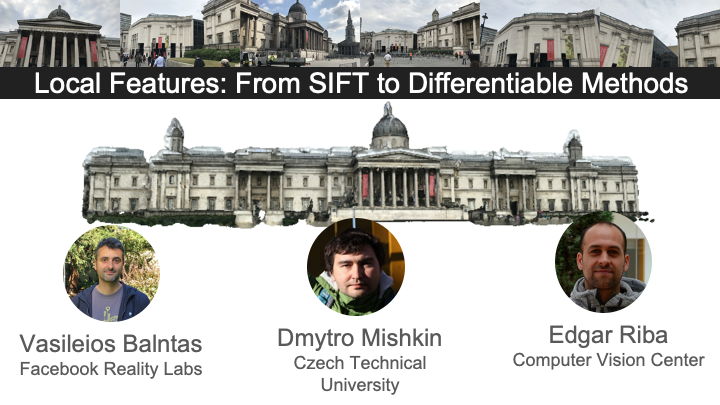 Local Features: From SIFT to Differentiable Methods
Vasileios Balntas
Facebook Reality Labs
Dmytro Mishkin
Czech Technical
University
Edgar Riba
Computer Vision Center